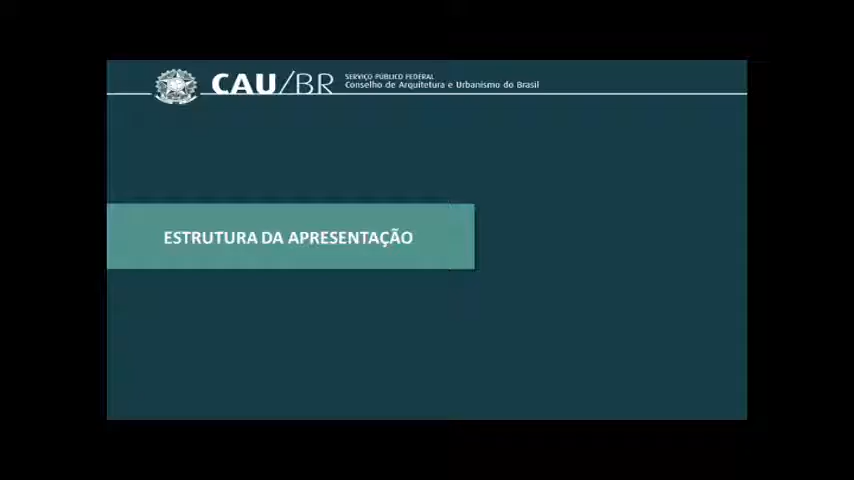 CAU/BR
SERVIÇO PÚBLICO FEDERAL
Conselho de Arquitetura e Urbanismo do Brasil
ESTRUTURA DA APRESENTAÇÃO